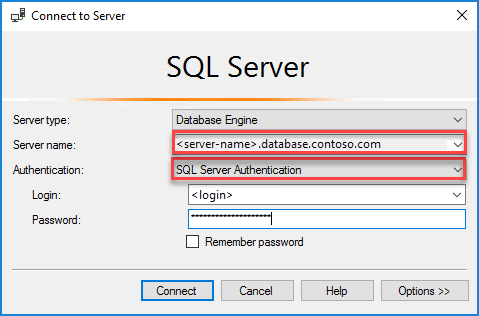 Connect to Server
SQL Server
Server type: Database Engine
Server name: <server-name>.database.contoso.com
Authentication: SQL Server Authentication
Login: <login>
Password: ********************
Remember password
Connect Cancel Help Options >>